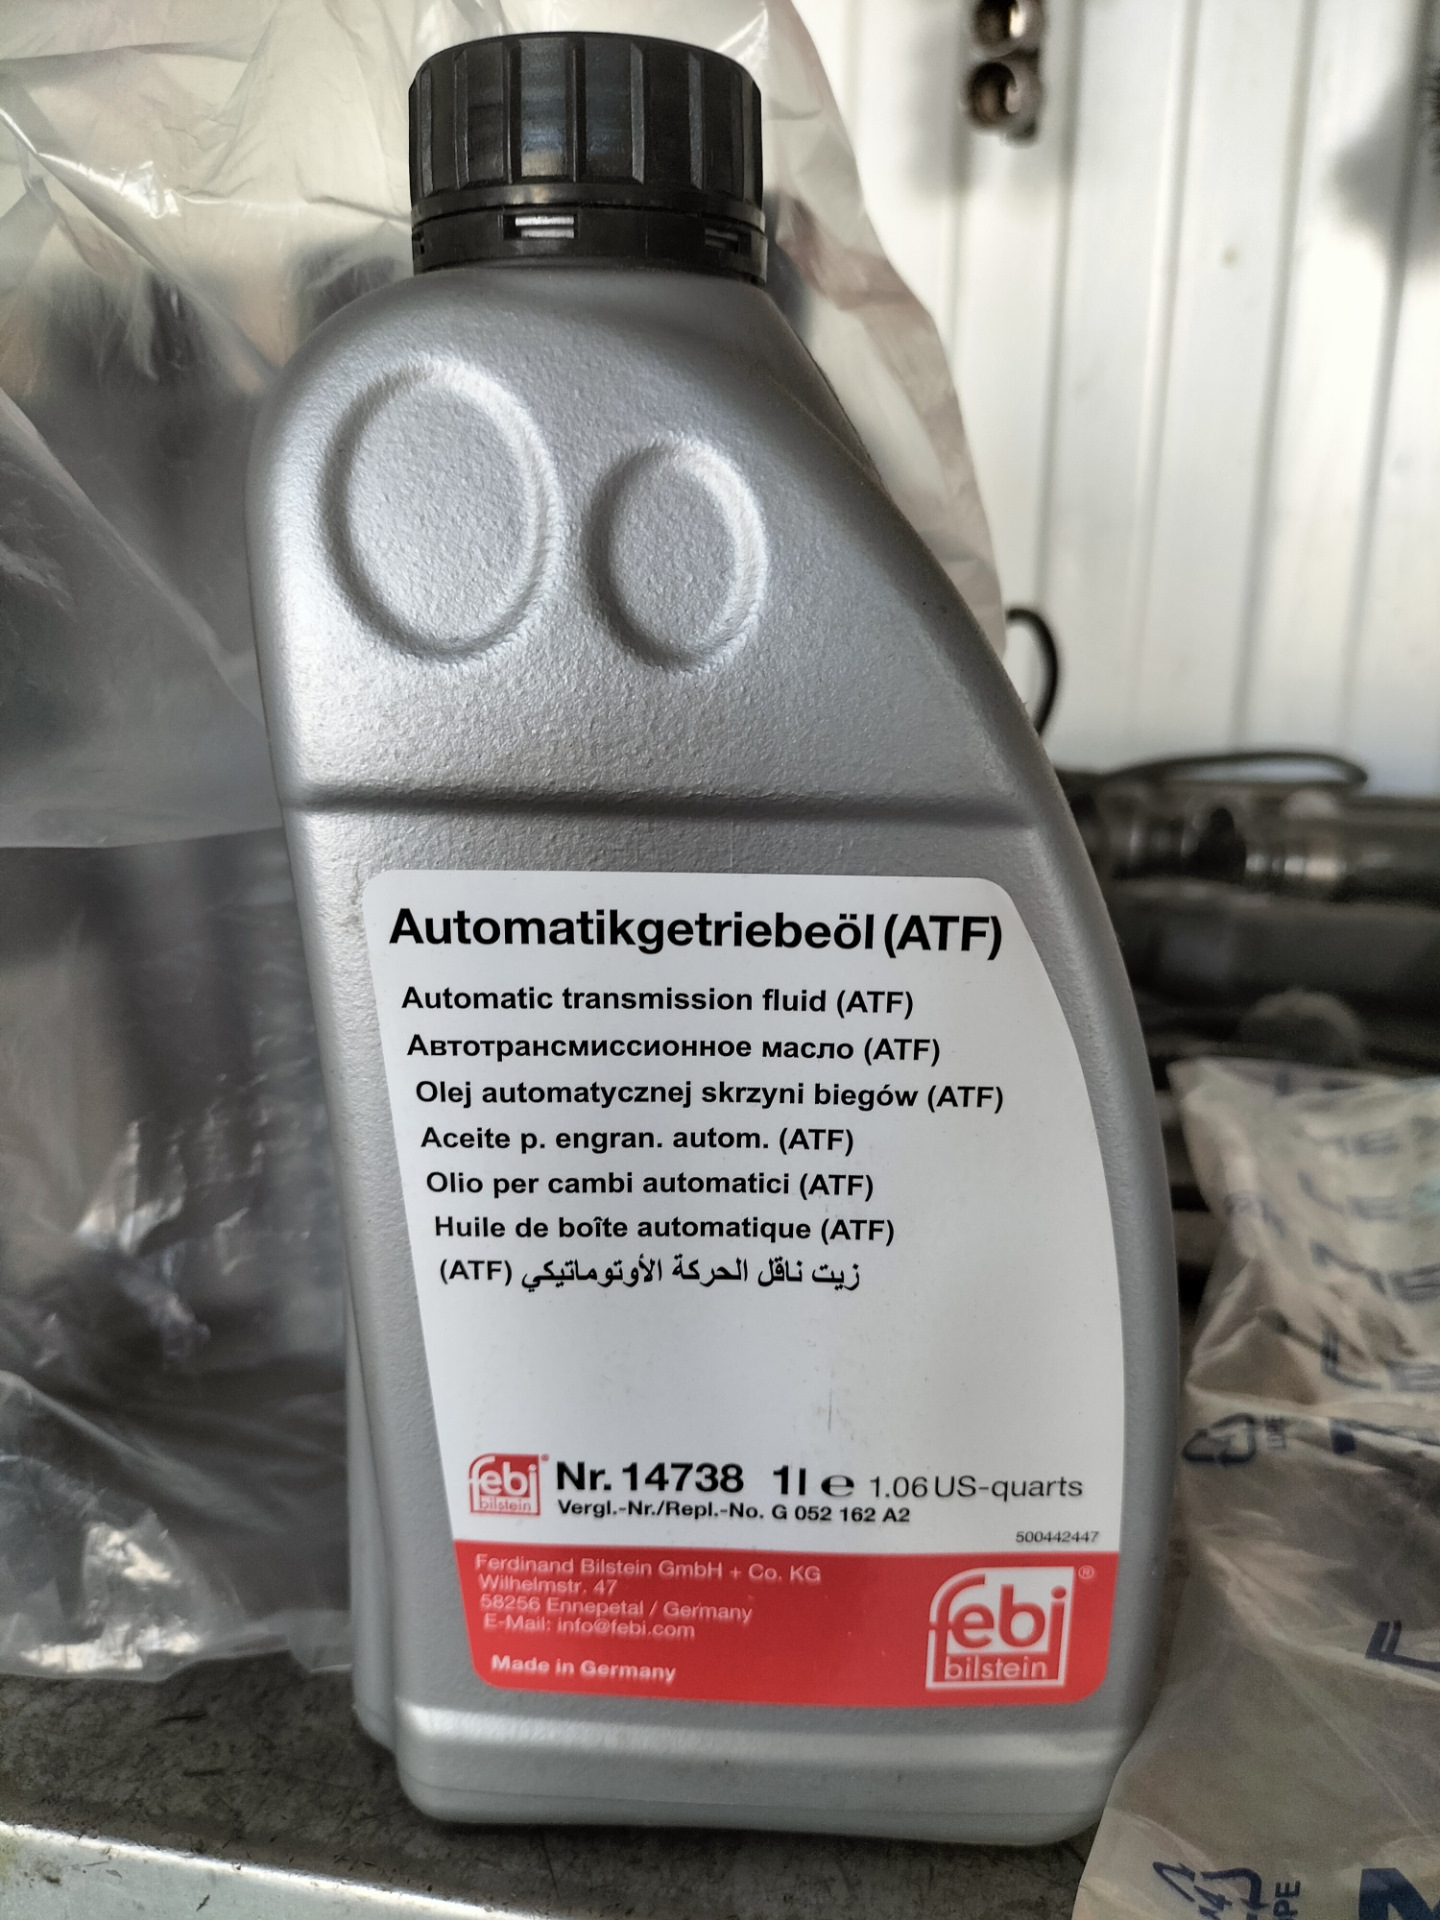 Automatikgetriebeöl (ATF)
Automatic transmission fluid (ATF)
Автотрансмиссионное масло (ATF)
Olej automatycznej skrzyni biegów (ATF)
Aceite p. engran. autom. (ATF)
Olio per cambi automatici (ATF)
Huile de boîte automatique (ATF)
زيت ناقل الحركة الأوتوماتيكي (ATF)
febi® bilstein Nr. 14738 1l ℮ 1.06 US-quarts
Vergl.-Nr./Repl.-No. G 052 162 A2
500442447
Ferdinand Bilstein GmbH + Co. KG
Wilhelmstr. 47
58256 Ennepetal / Germany
E-Mail: info@febi.com
Made in Germany
febi®
bilstein